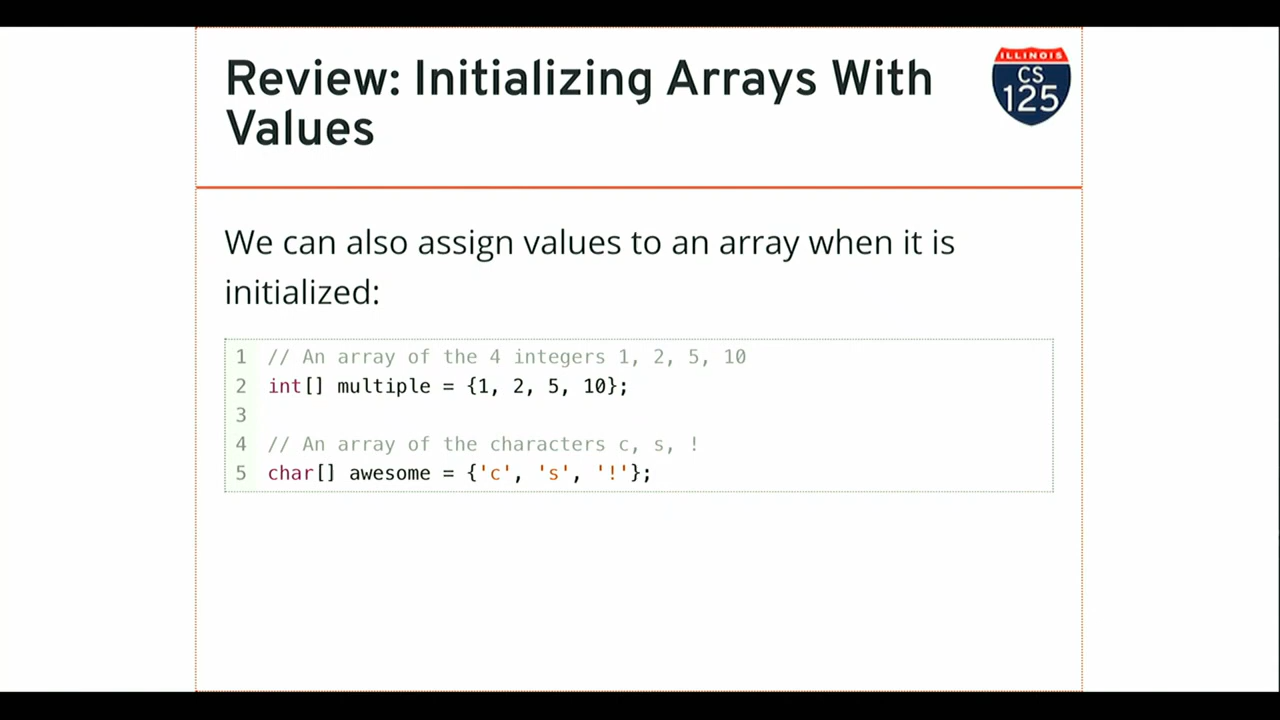 Review: Initializing Arrays With
Values
ILLINOIS
CS
125
We can also assign values to an array when it is
initialized:
1 // An array of the 4 integers 1, 2, 5, 10
2 int[] multiple = {1, 2, 5, 10};
3
4 // An array of the characters c, s, !
5 char[] awesome = {'c', 's', '!'};